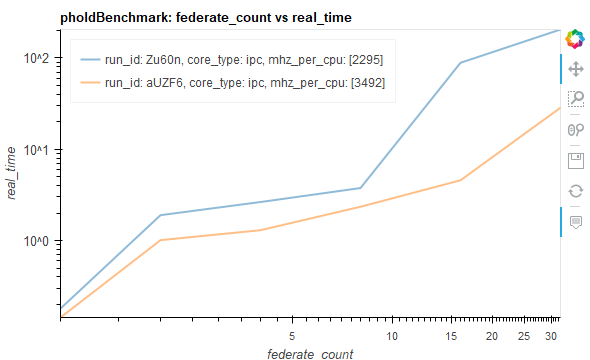 pholdBenchmark: federate_count vs real_time
run_id: Zu60n, core_type: ipc, mhz_per_cpu: [2295]
run_id: aUZF6, core_type: ipc, mhz_per_cpu: [3492]
10^2
10^1
10^0
real_time
5 10 15 20 25 30
federate_count